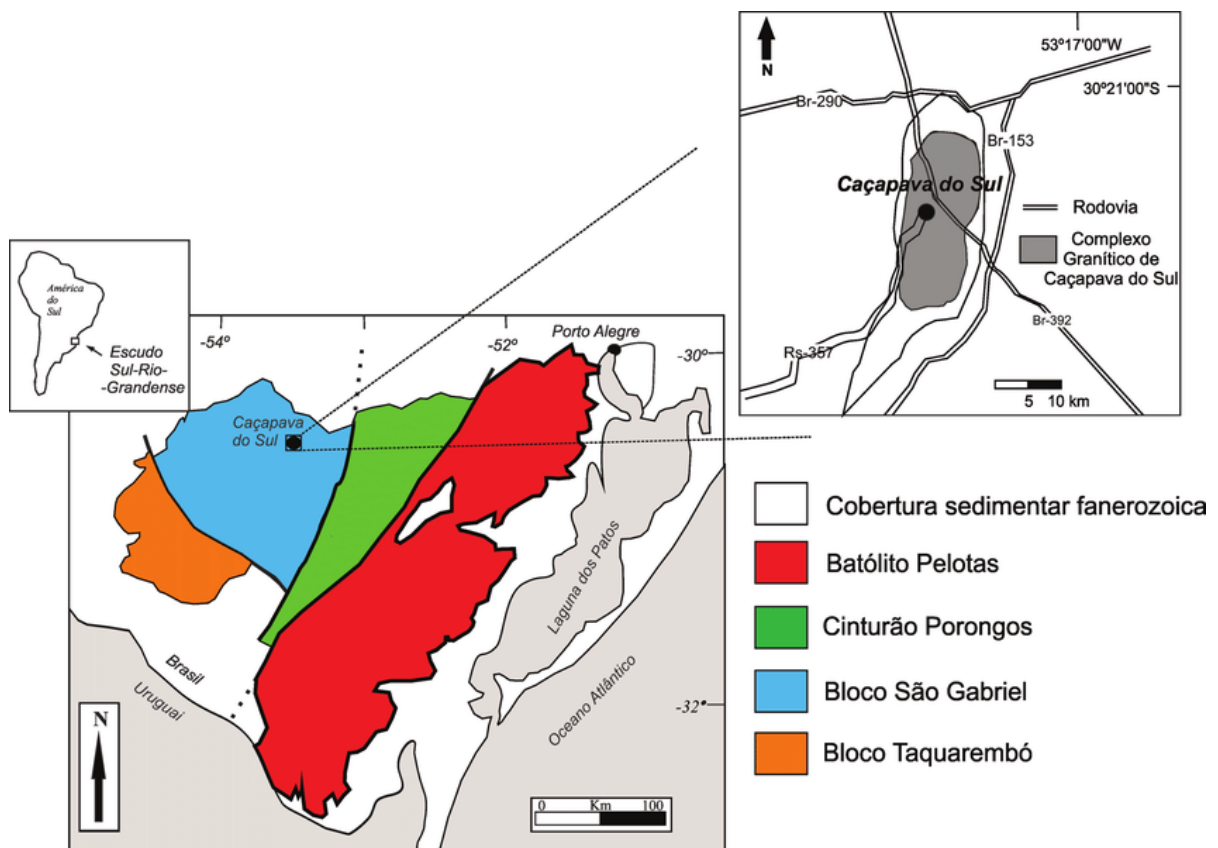 América
do
Sul
Escudo
Sul-Rio-
-Grandense
-54º
-52º
Porto Alegre
-30º
Caçapava
do Sul
Laguna dos Patos
Brasil
Uruguai
Oceano Atlântico
-32º
N
0 Km 100
N
53º17'00"W
30º21'00"S
Br-290
Br-153
Caçapava do Sul
Rodovia
Complexo
Granítico de
Caçapava do Sul
Br-392
Rs-357
5 10 km
Cobertura sedimentar fanerozoica
Batólito Pelotas
Cinturão Porongos
Bloco São Gabriel
Bloco Taquarembó